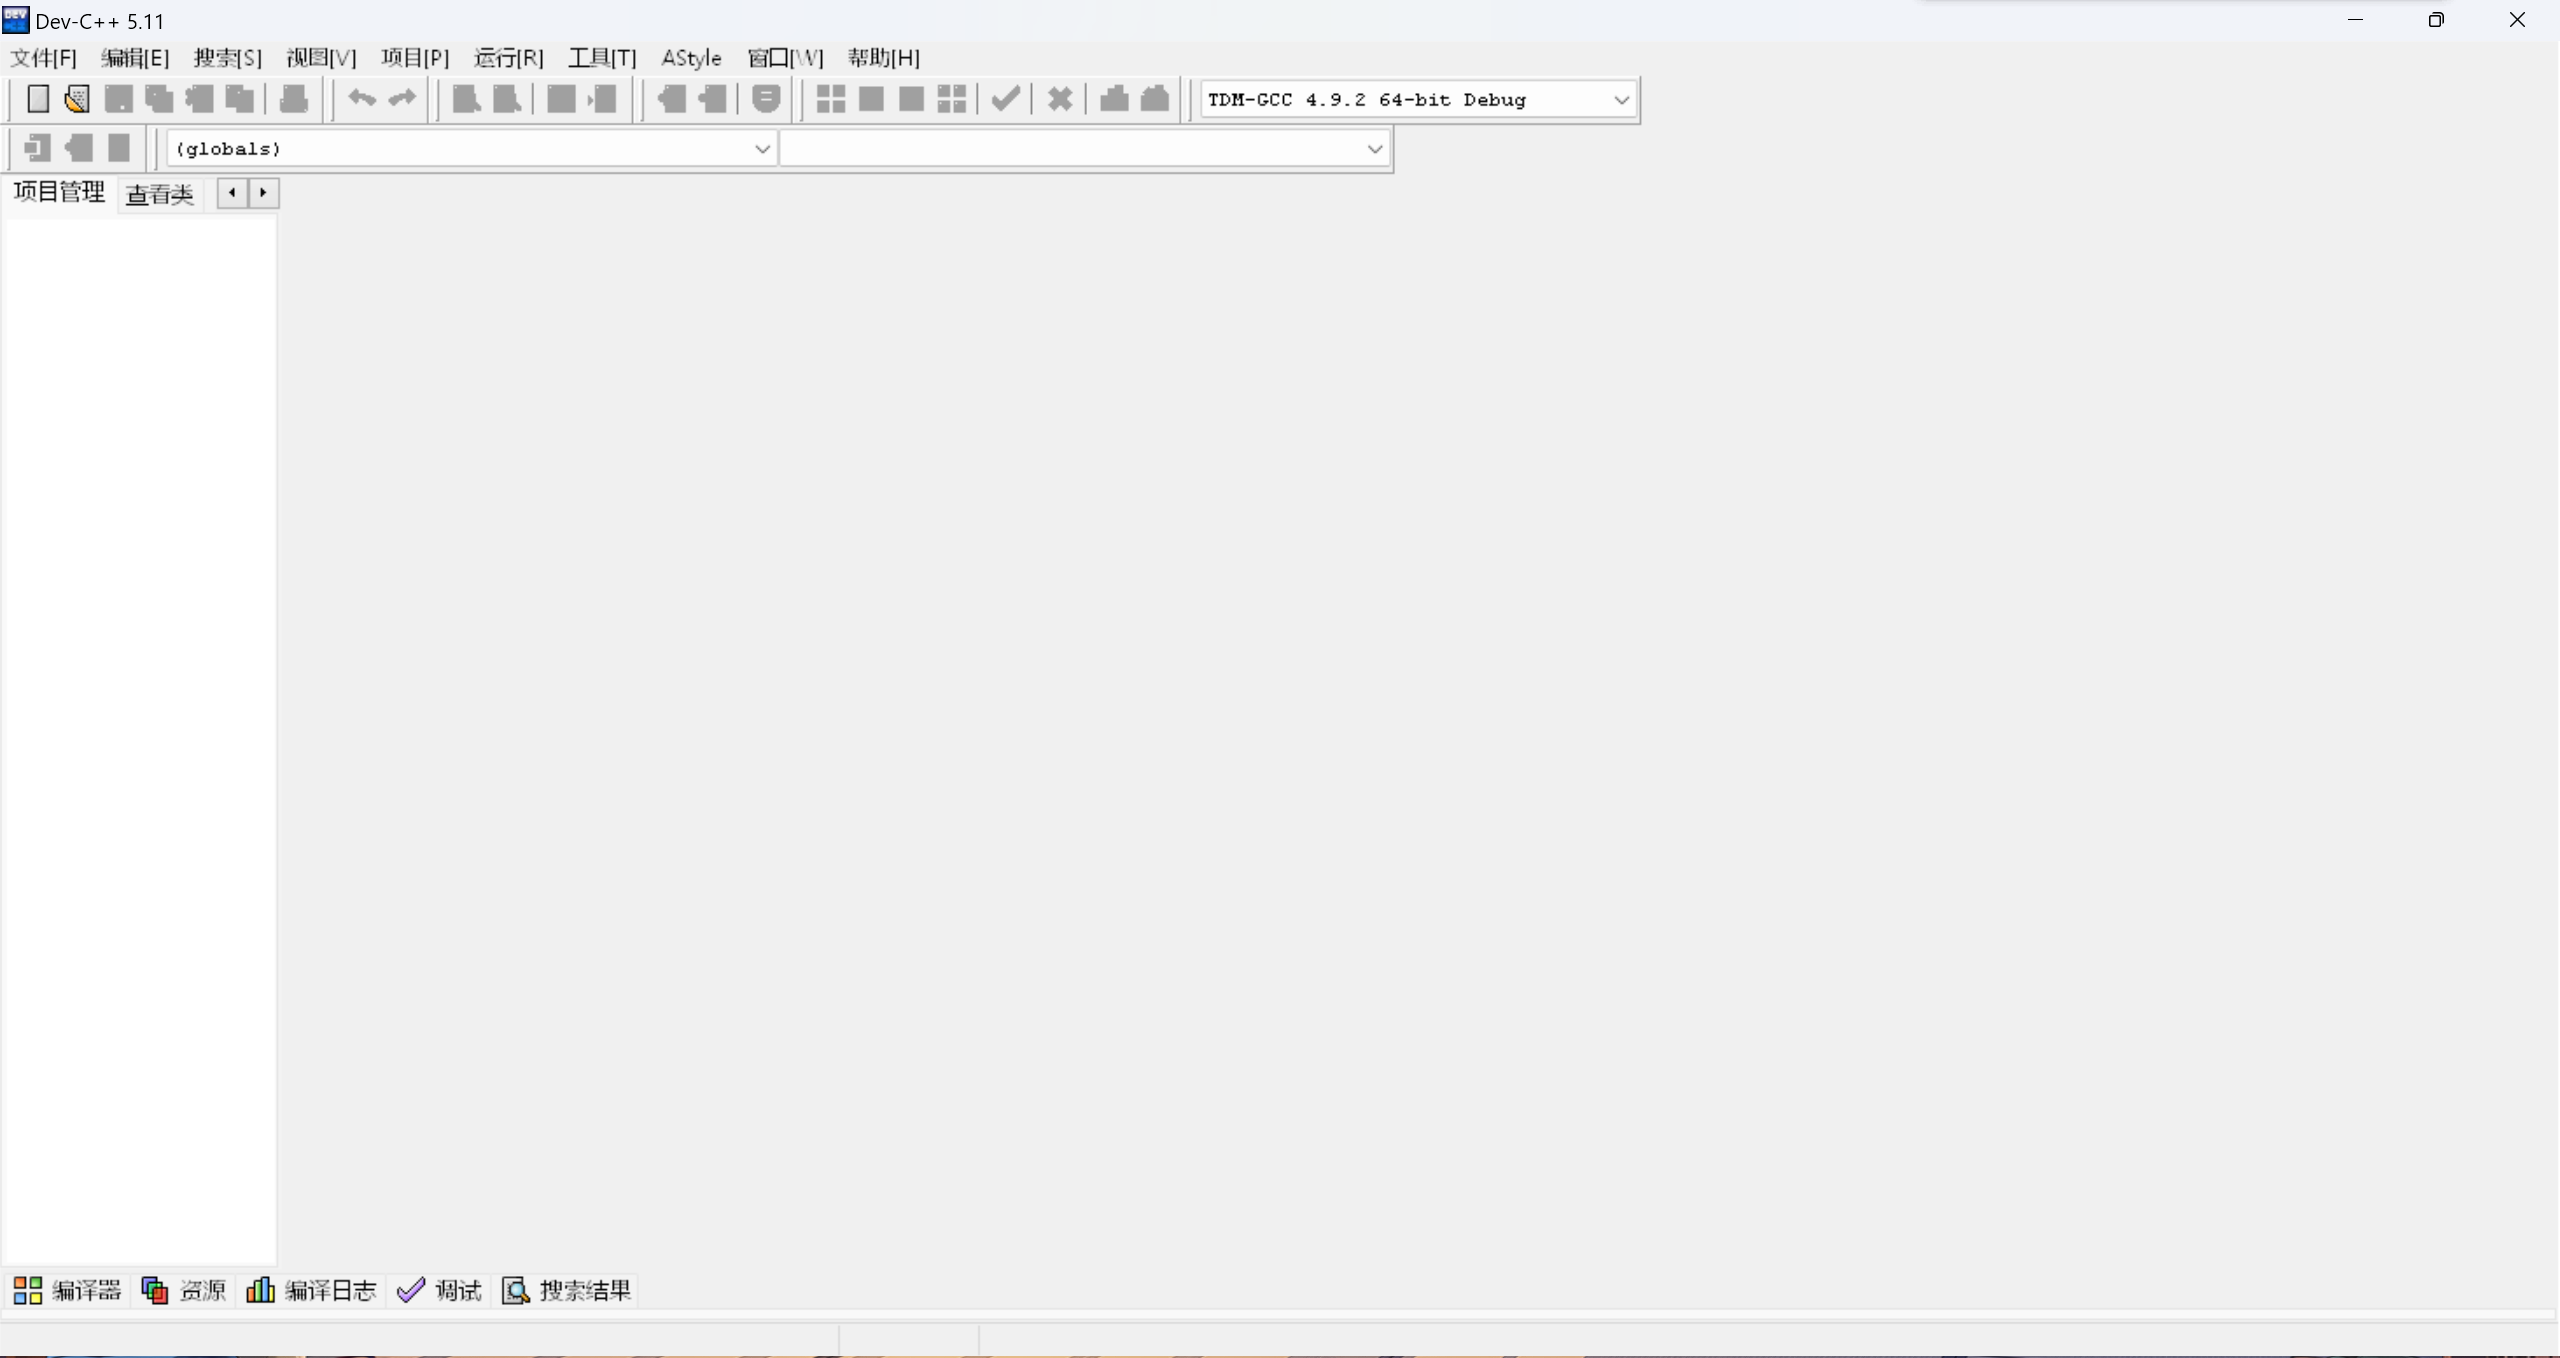 Dev-C++ 5.11
文件[F] 编辑[E] 搜索[S] 视图[V] 项目[P] 运行[R] 工具[T] AStyle 窗口[W] 帮助[H]
TDM-GCC 4.9.2 64-bit Debug
(globals)
项目管理 查看类
编译器 资源 编译日志 调试 搜索结果